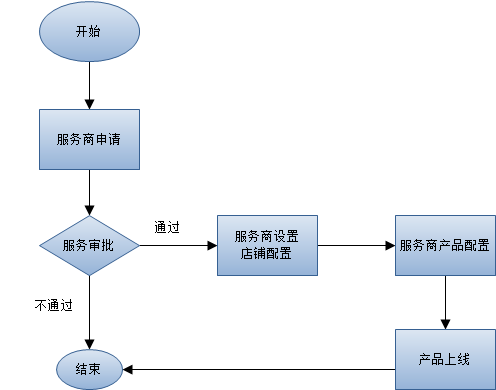 开始
服务商申请
服务审批
通过
服务商设置
店铺配置
服务商产品配置
不通过
产品上线
结束